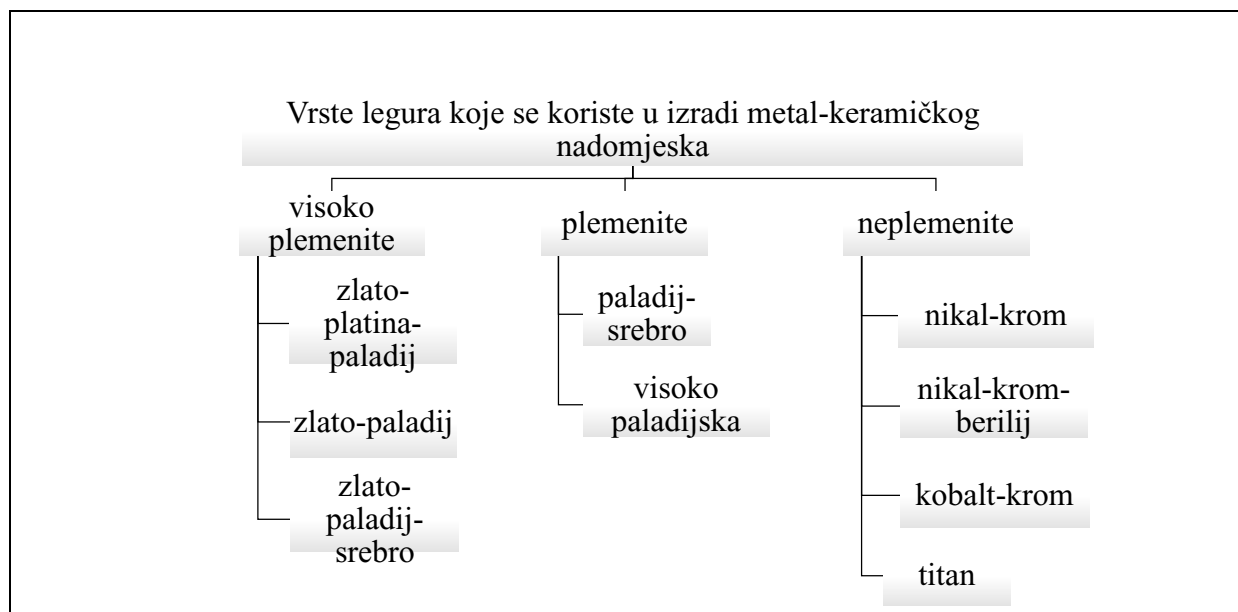 Vrste legura koje se koriste u izradi metal-keramičkog
nadomjeska
visoko
plemenite
zlato-
platina-
paladij
zlato-paladij
zlato-
paladij-
srebro
plemenite
paladij-
srebro
visoko
paladijska
neplemenite
nikal-krom
nikal-krom-
berilij
kobalt-krom
titan